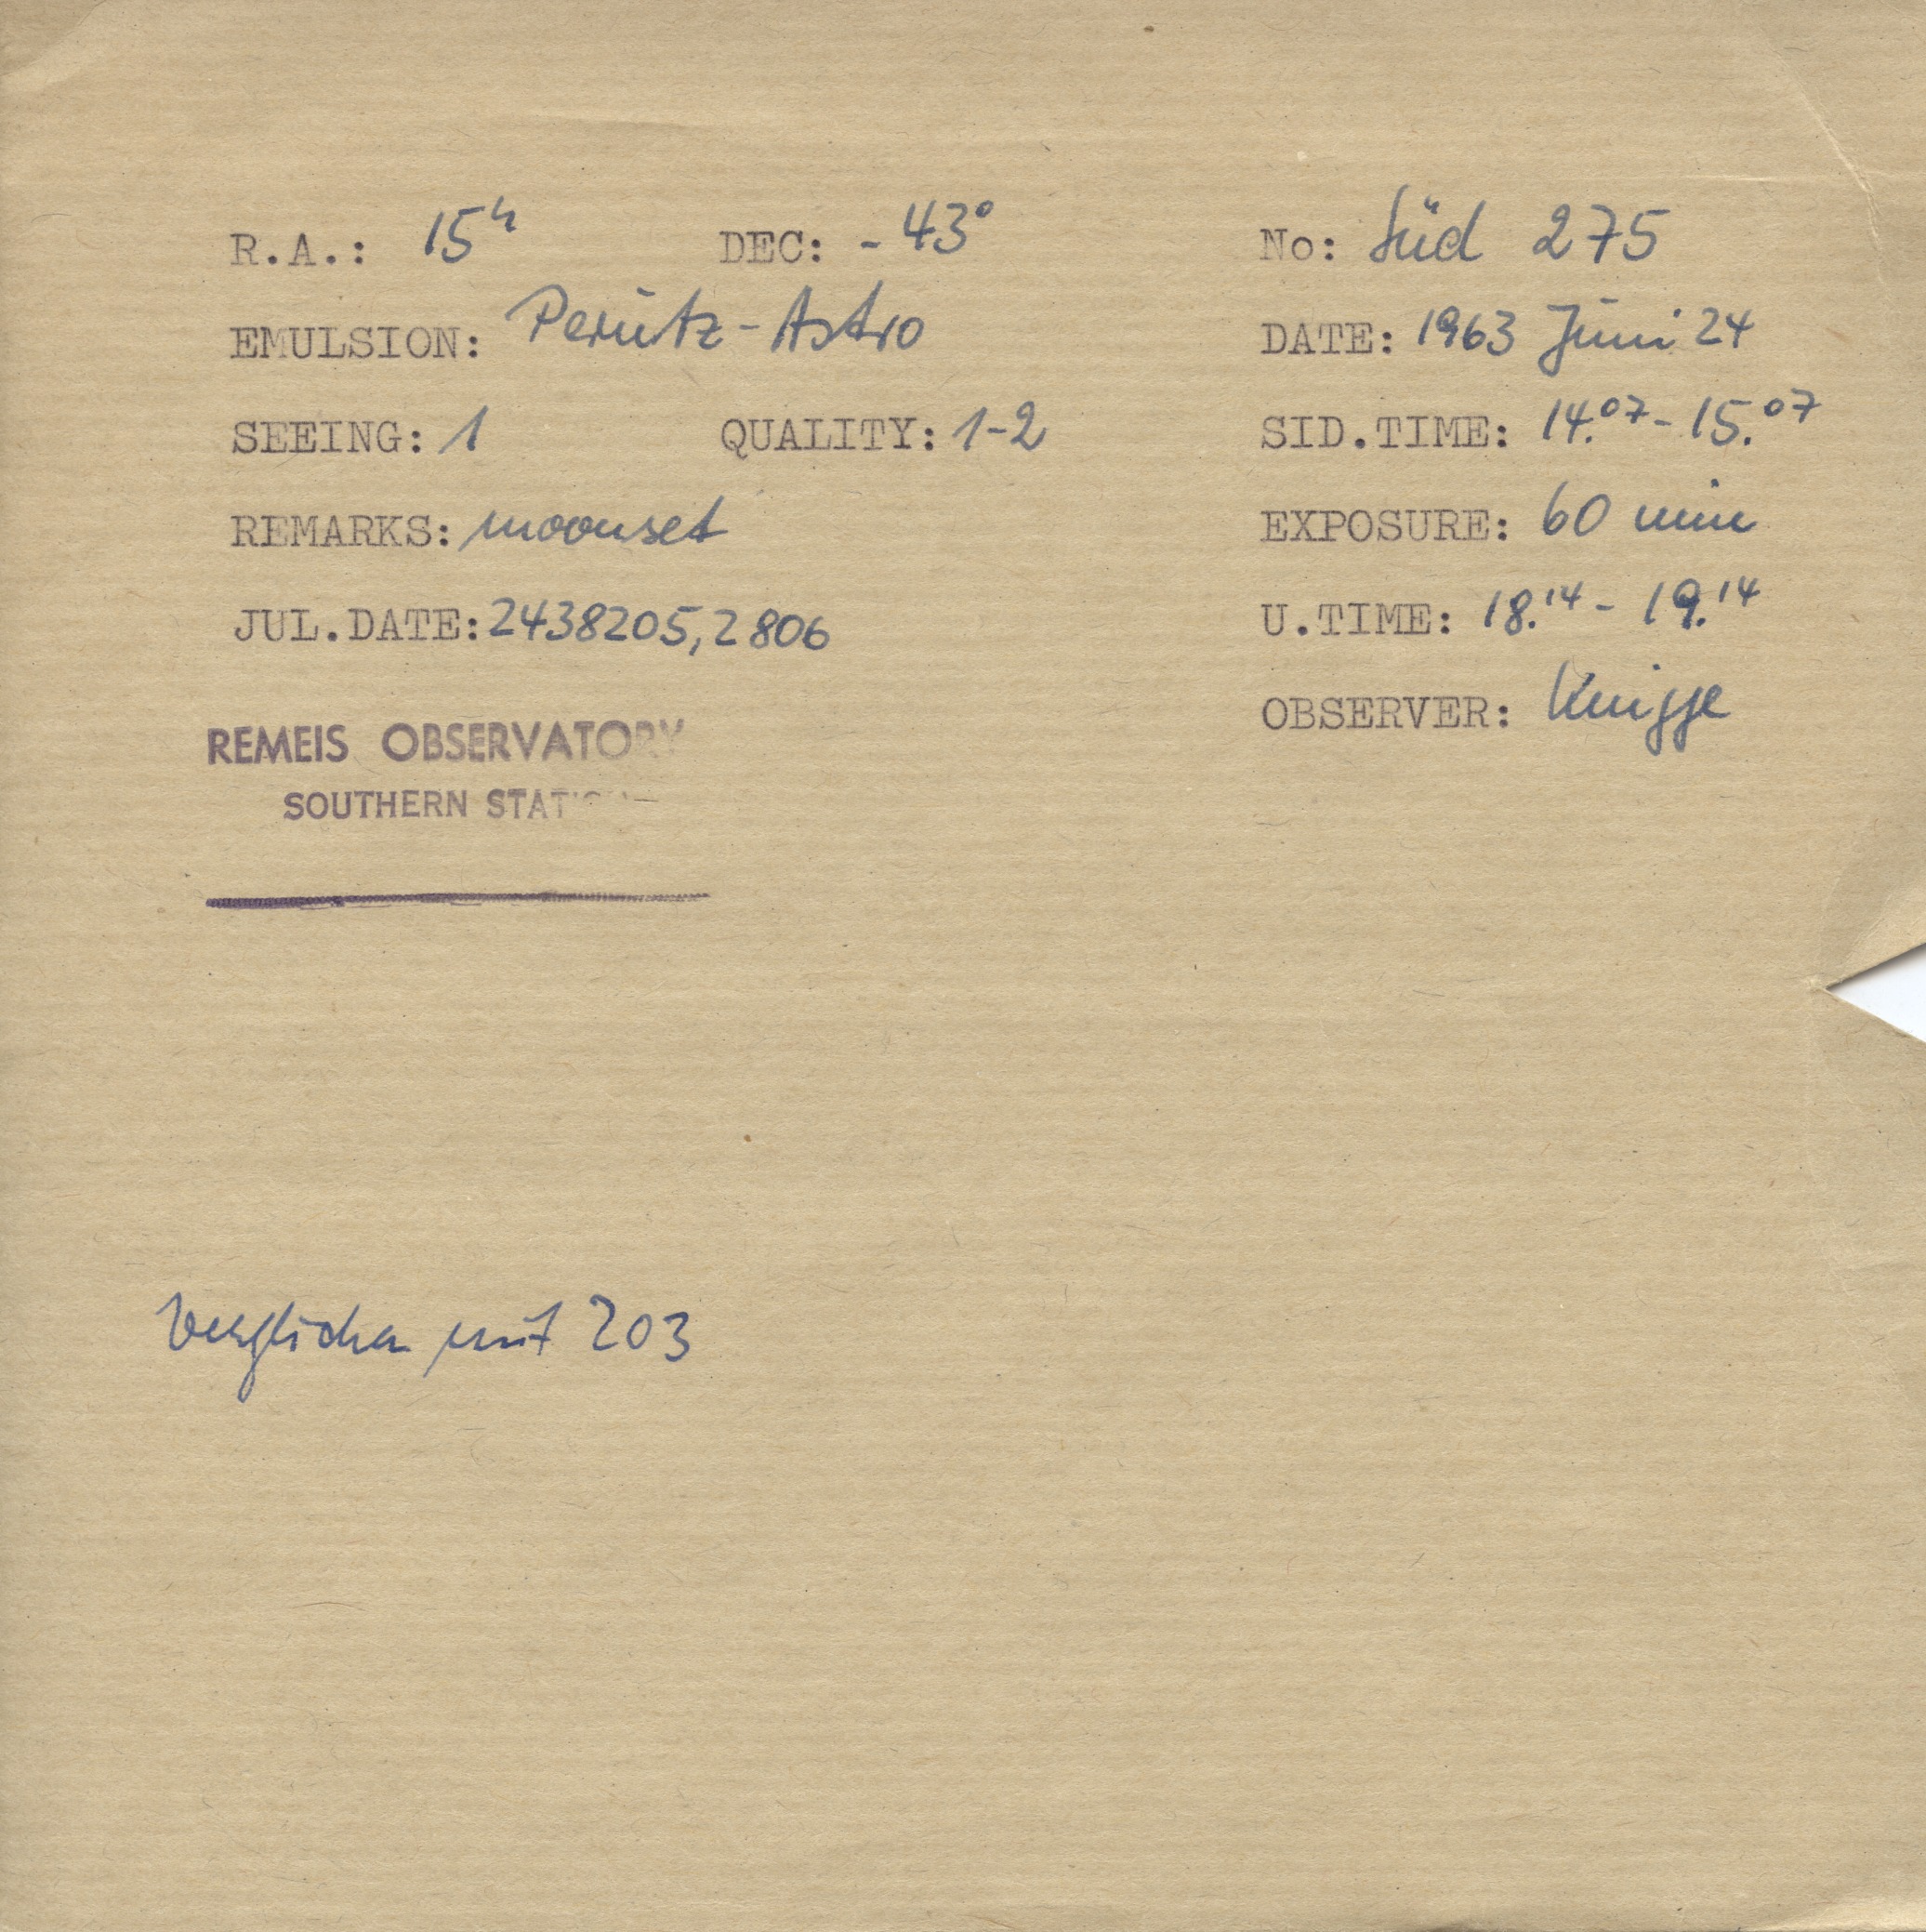 R.A.: 15h DEC: -43° No: Süd 275
EMULSION: Perutz-Astro DATE: 1963 Juni 24
SEEING: 1 QUALITY: 1-2 SID.TIME: 14.07-15.07
REMARKS: moonset EXPOSURE: 60 min
JUL.DATE: 2438205,2806 U.TIME: 18.14- 19.14
OBSERVER: Knigge
REMEIS OBSERVATORY
SOUTHERN STATION
Verglichen mit 203